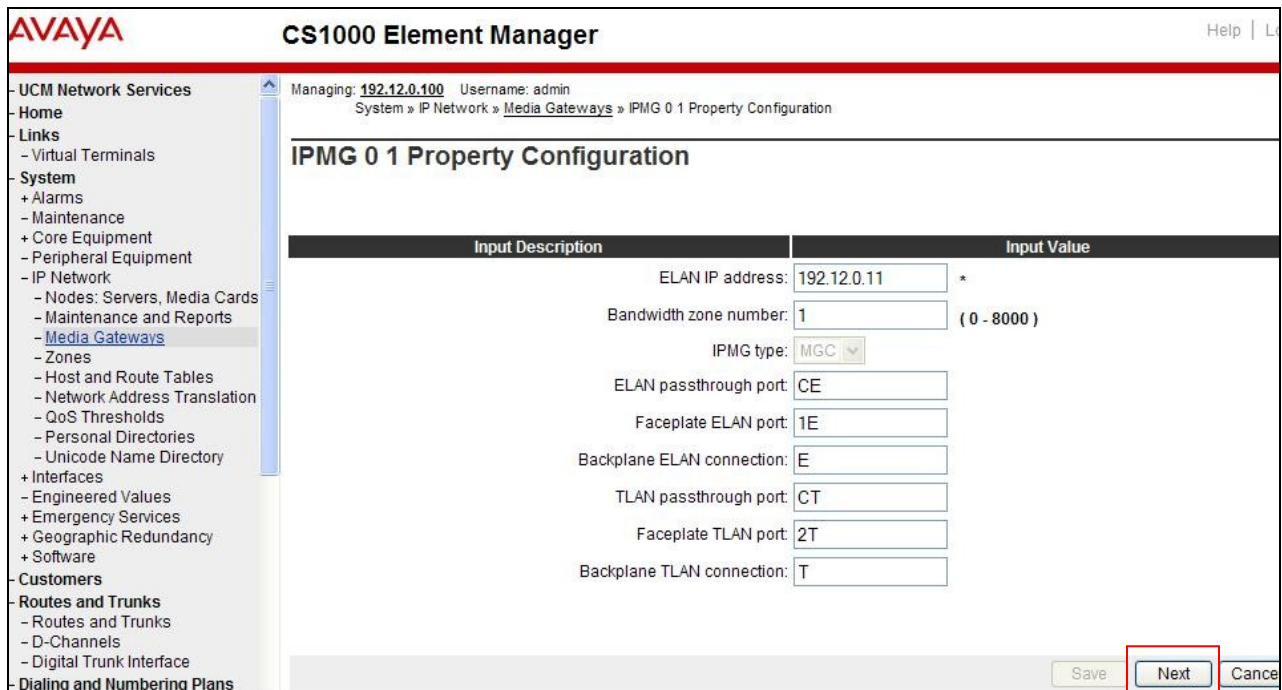 AVAYA
CS1000 Element Manager
Help |
- UCM Network Services
- Home
- Links
- Virtual Terminals
- System
+ Alarms
- Maintenance
+ Core Equipment
- Peripheral Equipment
- IP Network
- Nodes: Servers, Media Cards
- Maintenance and Reports
- Media Gateways
- Zones
- Host and Route Tables
- Network Address Translation
- QoS Thresholds
- Personal Directories
- Unicode Name Directory
+ Interfaces
- Engineered Values
+ Emergency Services
+ Geographic Redundancy
+ Software
- Customers
- Routes and Trunks
- Routes and Trunks
- D-Channels
- Digital Trunk Interface
- Dialing and Numbering Plans
Managing: 192.12.0.100 Username: admin
System » IP Network » Media Gateways » IPMG 0 1 Property Configuration
IPMG 0 1 Property Configuration
Input Description Input Value
ELAN IP address: 192.12.0.11 *
Bandwidth zone number: 1 ( 0 - 8000 )
IPMG type: MGC
ELAN passthrough port: CE
Faceplate ELAN port: 1E
Backplane ELAN connection: E
TLAN passthrough port: CT
Faceplate TLAN port: 2T
Backplane TLAN connection: T
Save Next Cance